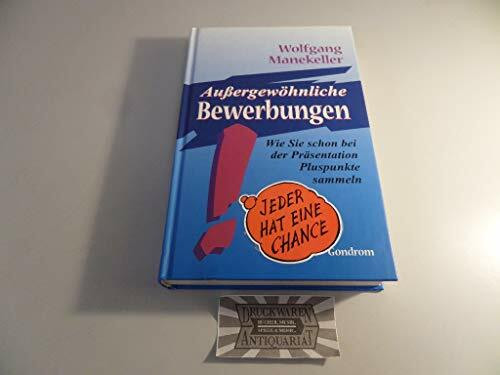 Wolfgang
Manekeller
Außergewöhnliche
Bewerbungen
Wie Sie schon bei
der Präsentation
Pluspunkte
sammeln
JEDER
HAT EINE
CHANCE
Gondrom
DRUCKWAREN
ANTIQUARIAT